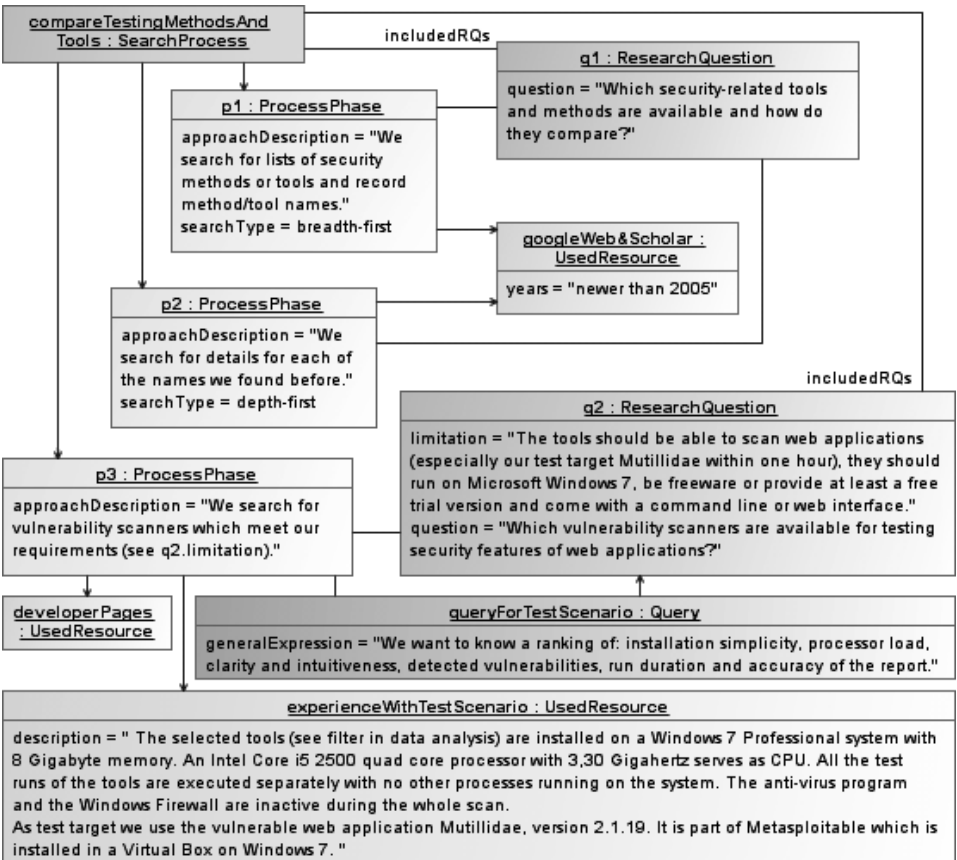 compareTestingMethodsAnd
Tools : SearchProcess
includedRQs
q1 : ResearchQuestion
question = "Which security-related tools
and methods are available and how do
they compare?"
p1 : ProcessPhase
approachDescription = "We
search for lists of security
methods or tools and record
method/tool names."
searchType = breadth-first
googleWeb&Scholar :
UsedResource
years = "newer than 2005"
p2 : ProcessPhase
approachDescription = "We
search for details for each of
the names we found before."
searchType = depth-first
includedRQs
q2 : ResearchQuestion
limitation = "The tools should be able to scan web applications
(especially our test target Mutillidae within one hour), they should
run on Microsoft Windows 7, be freeware or provide at least a free
trial version and come with a command line or web interface."
question = "Which vulnerability scanners are available for testing
security features of web applications?"
p3 : ProcessPhase
approachDescription = "We search for
vulnerability scanners which meet our
requirements (see q2.limitation)."
developerPages
: UsedResource
queryForTestScenario : Query
generalExpression = "We want to know a ranking of: installation simplicity, processor load,
clarity and intuitiveness, detected vulnerabilities, run duration and accuracy of the report."
experienceWithTestScenario : UsedResource
description = " The selected tools (see filter in data analysis) are installed on a Windows 7 Professional system with
8 Gigabyte memory. An Intel Core i5 2500 quad core processor with 3,30 Gigahertz serves as CPU. All the test
runs of the tools are executed separately with no other processes running on the system. The anti-virus program
and the Windows Firewall are inactive during the whole scan.
As test target we use the vulnerable web application Mutillidae, version 2.1.19. It is part of Metasploitable which is
installed in a Virtual Box on Windows 7. "